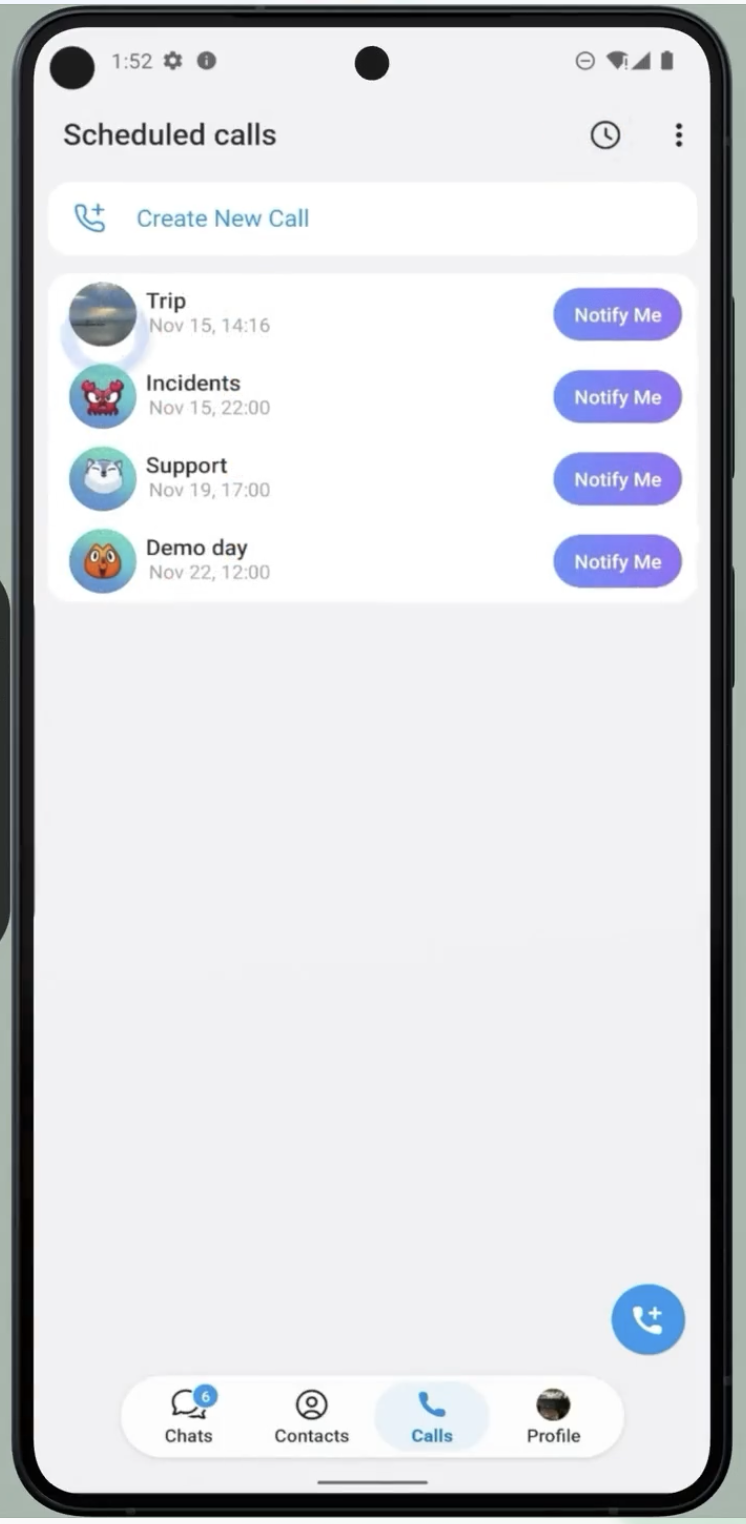 1:52
Scheduled calls
Create New Call
Trip
Nov 15, 14:16
Notify Me
Incidents
Nov 15, 22:00
Notify Me
Support
Nov 19, 17:00
Notify Me
Demo day
Nov 22, 12:00
Notify Me
6
Chats
Contacts
Calls
Profile